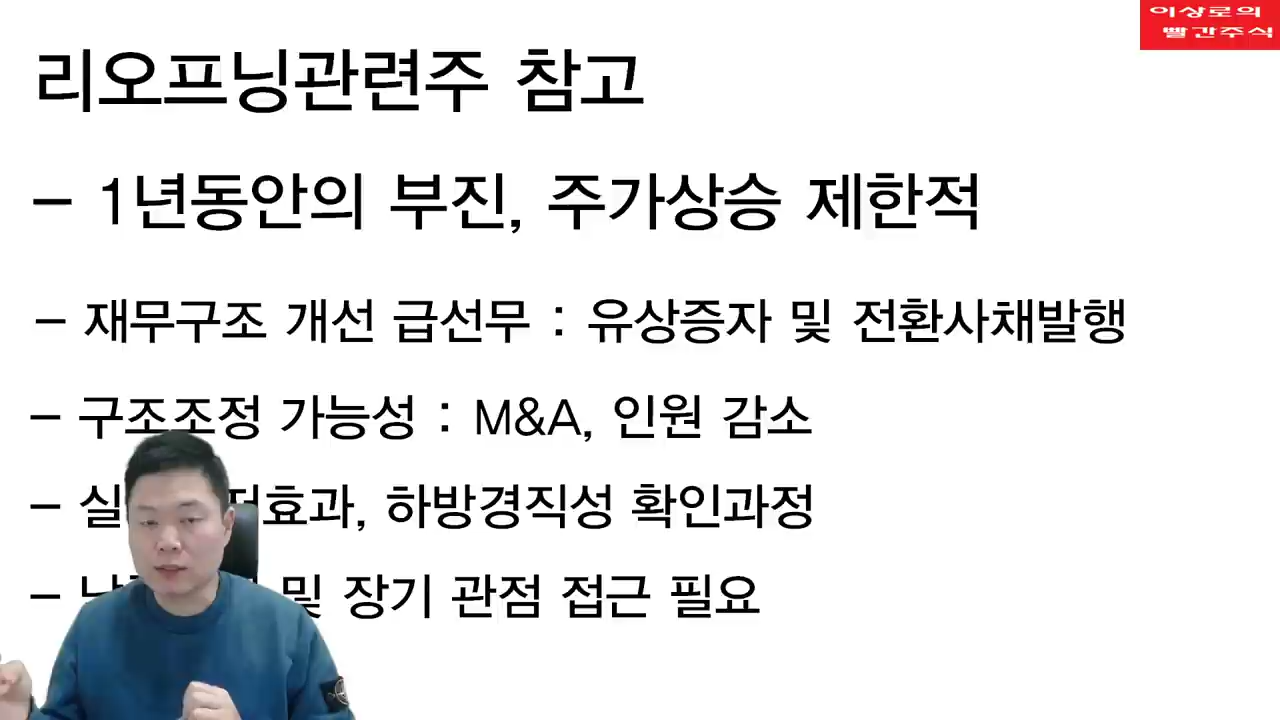 이상로의
빨간주식
리오프닝관련주 참고
- 1년동안의 부진, 주가상승 제한적
- 재무구조 개선 급선무 : 유상증자 및 전환사채발행
- 구조조정 가능성 : M&A, 인원 감소
- 하방경직성 확인과정
- 및 장기 관점 접근 필요